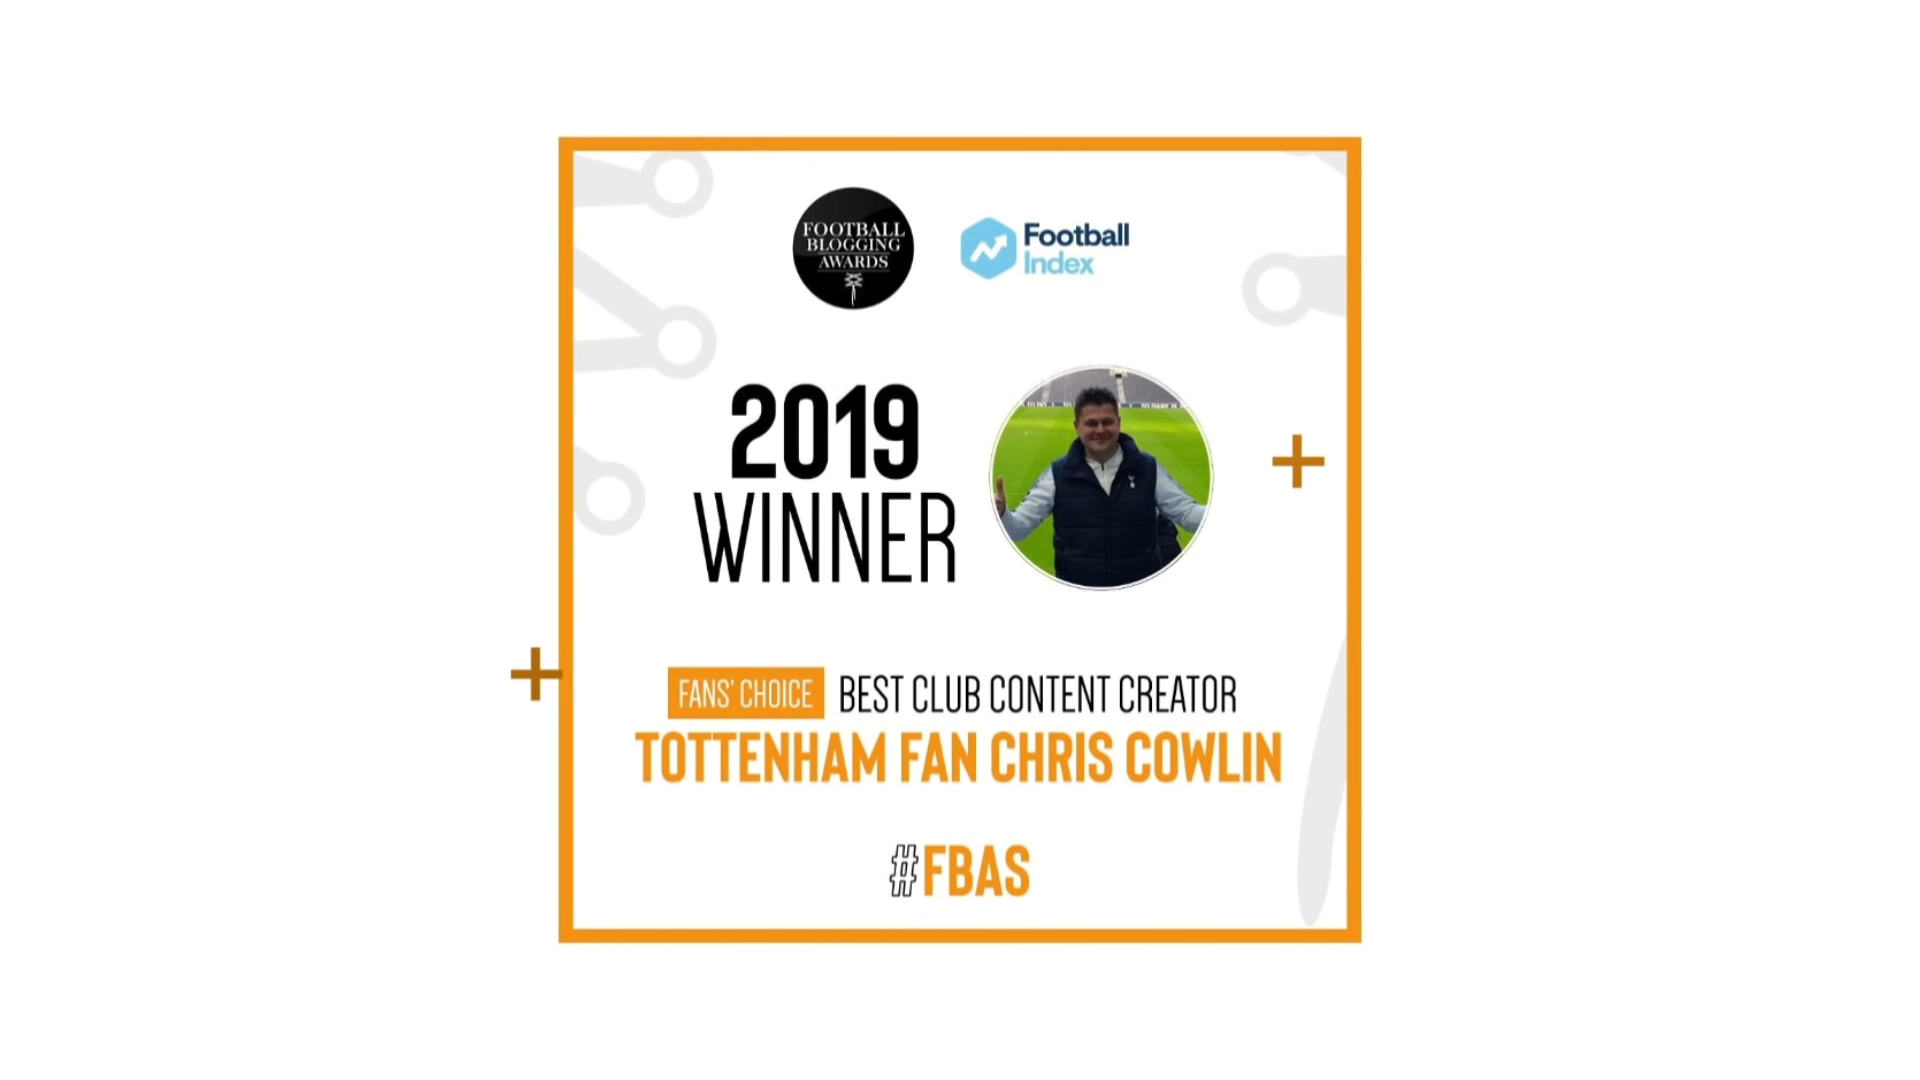 FOOTBALL
BLOGGING
AWARDS
Football
Index
2019
WINNER
FANS' CHOICE BEST CLUB CONTENT CREATOR
TOTTENHAM FAN CHRIS COWLIN
#FBAS